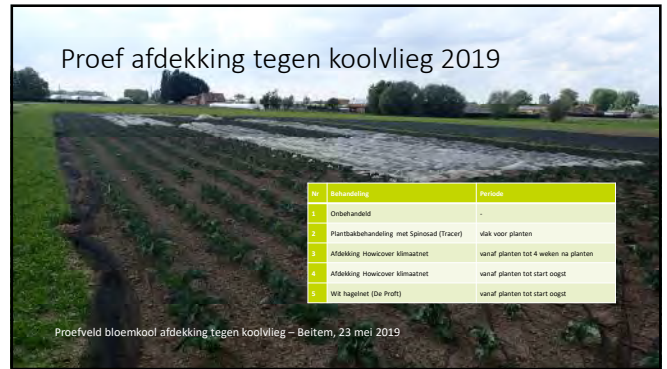 Proef afdekking tegen koolvlieg 2019
Nr Behandeling Periode
1 Onbehandeld -
2 Plantbakbehandeling met Spinosad (Tracer) vlak voor planten
3 Afdekking Howicover klimaatnet vanaf planten tot 4 weken na planten
4 Afdekking Howicover klimaatnet vanaf planten tot start oogst
5 Wit hagelnet (De Proft) vanaf planten tot start oogst
Proefveld bloemkool afdekking tegen koolvlieg – Beitem, 23 mei 2019